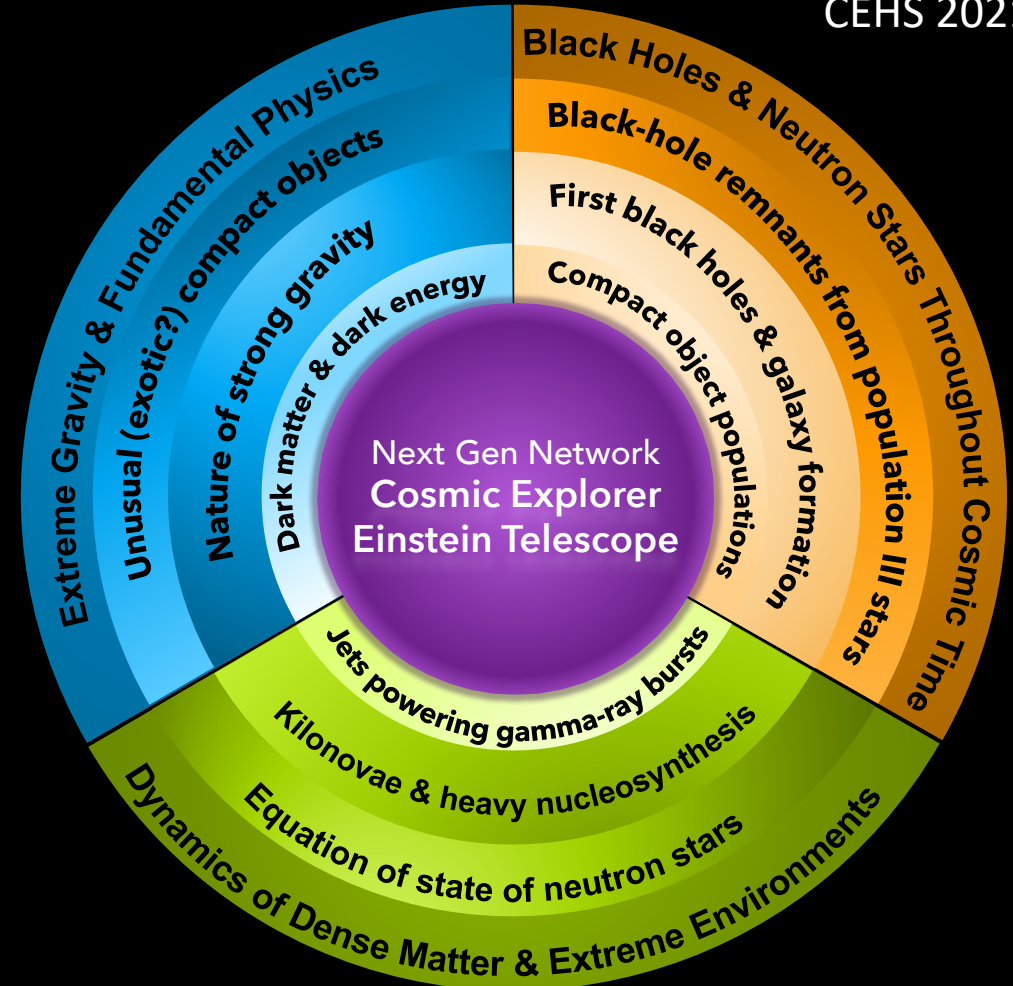 CEHS 202
Extreme Gravity & Fundamental Physics
Unusual (exotic?) compact objects
Nature of strong gravity
Dark matter & dark energy
Black Holes & Neutron Stars Throughout Cosmic Time
Black-hole remnants from population III stars
First black holes & galaxy formation
Compact object populations
Next Gen Network
Cosmic Explorer
Einstein Telescope
Jets powering gamma-ray bursts
Kilonovae & heavy nucleosynthesis
Equation of state of neutron stars
Dynamics of Dense Matter & Extreme Environments